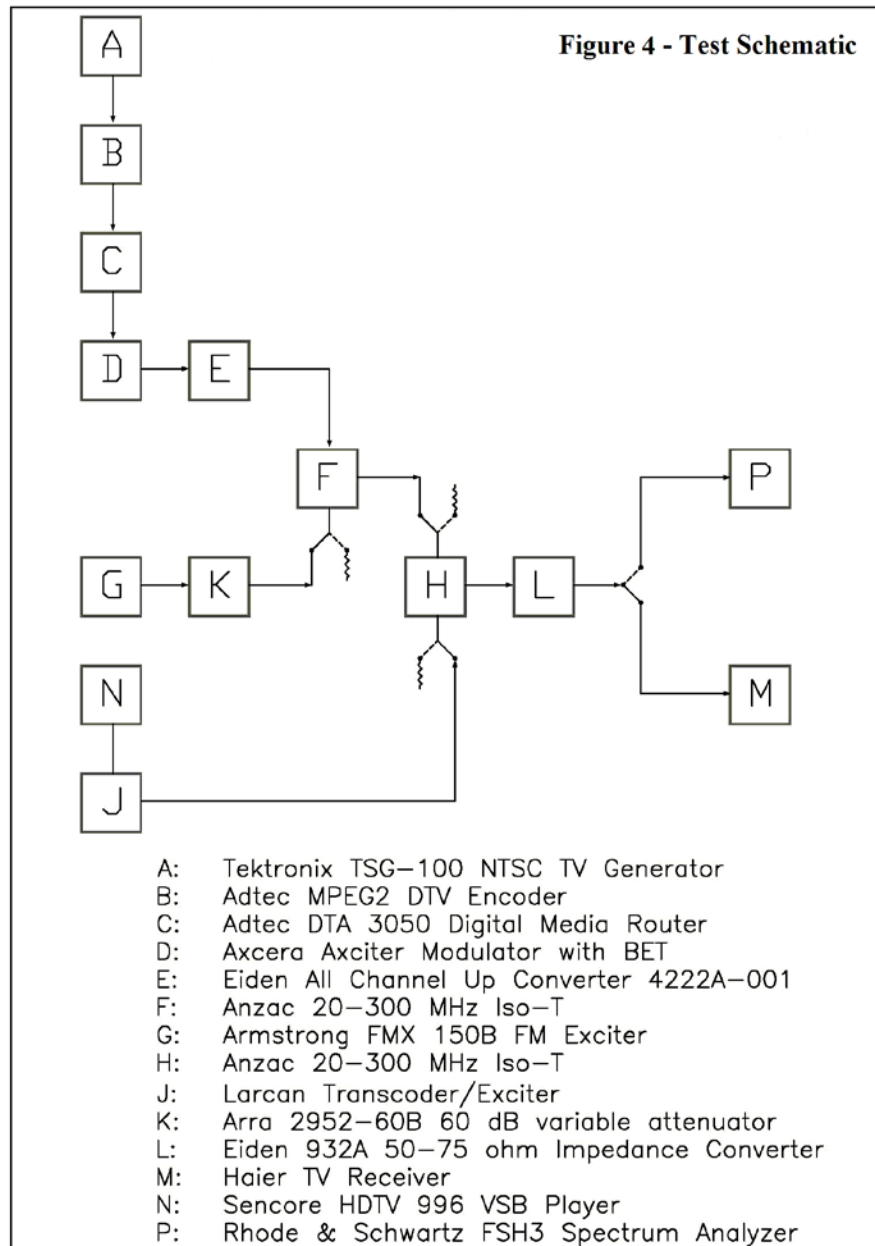 Figure 4 - Test Schematic
A
B
C
D E
F P
G K H L
N M
J
A: Tektronix TSG-100 NTSC TV Generator
B: Adtec MPEG2 DTV Encoder
C: Adtec DTA 3050 Digital Media Router
D: Axcera Axciter Modulator with BET
E: Eiden All Channel Up Converter 4222A-001
F: Anzac 20-300 MHz Iso-T
G: Armstrong FMX 150B FM Exciter
H: Anzac 20-300 MHz Iso-T
J: Larcan Transcoder/Exciter
K: Arra 2952-60B 60 dB variable attenuator
L: Eiden 932A 50-75 ohm Impedance Converter
M: Haier TV Receiver
N: Sencore HDTV 996 VSB Player
P: Rhode & Schwartz FSH3 Spectrum Analyzer